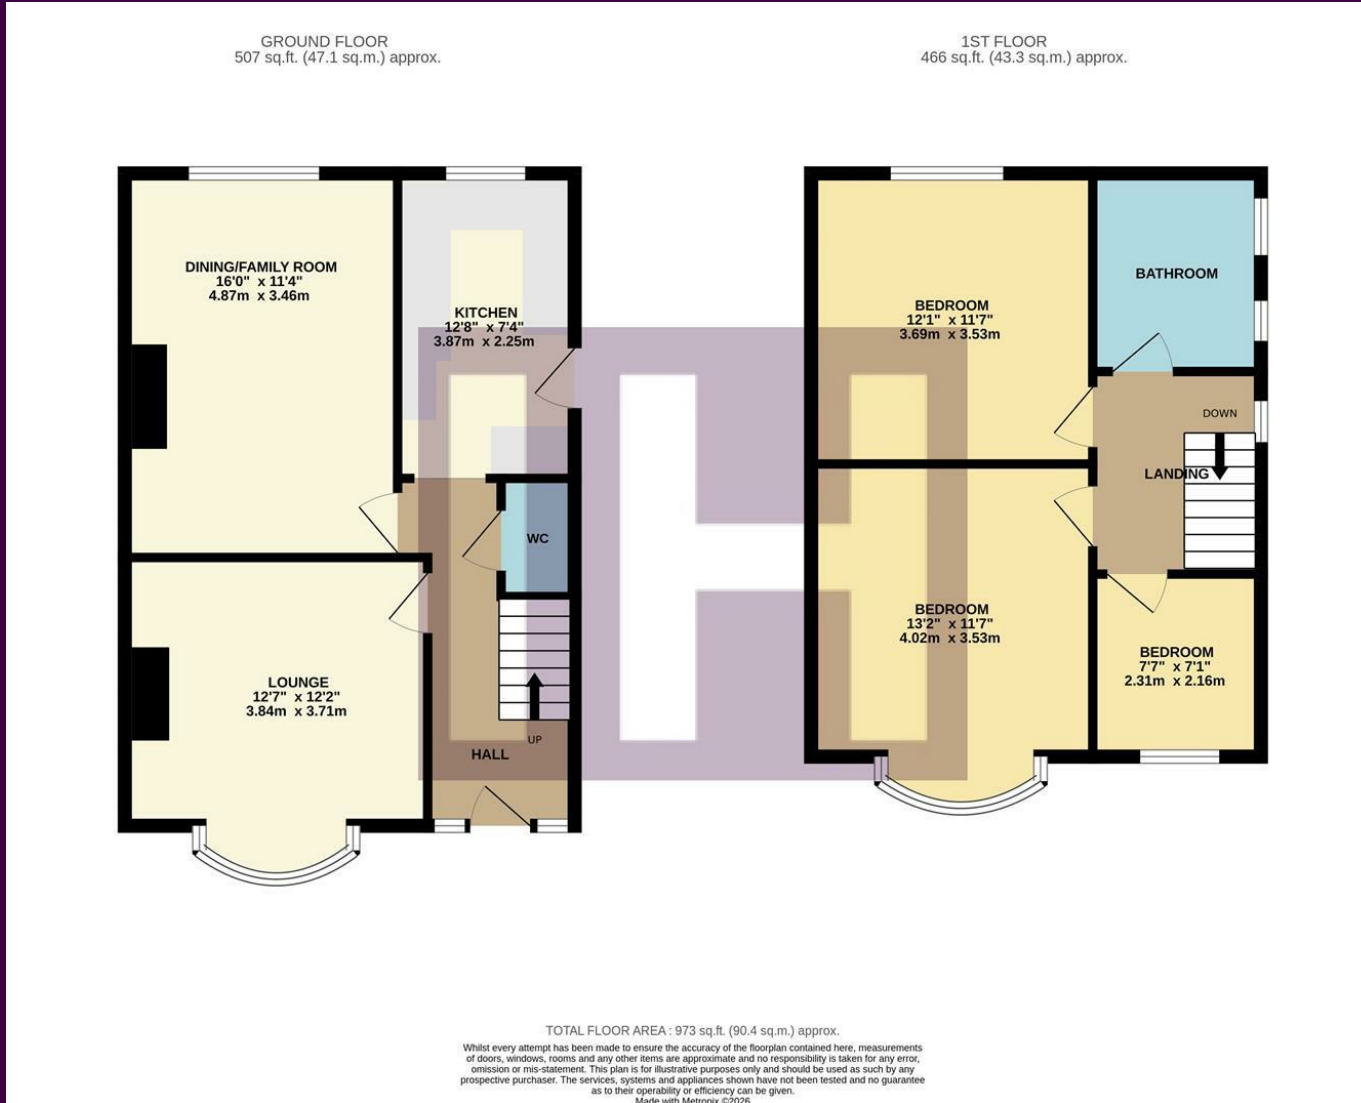 GROUND FLOOR
507 sq.ft. (47.1 sq.m.) approx.
1ST FLOOR
466 sq.ft. (43.3 sq.m.) approx.
DINING/FAMILY ROOM
16'0" x 11'4"
4.87m x 3.46m
KITCHEN
12'8" x 7'4"
3.87m x 2.25m
WC
LOUNGE
12'7" x 12'2"
3.84m x 3.71m
UP
HALL
BATHROOM
BEDROOM
12'1" x 11'7"
3.69m x 3.53m
DOWN
LANDING
BEDROOM
13'2" x 11'7"
4.02m x 3.53m
BEDROOM
7'7" x 7'1"
2.31m x 2.16m
TOTAL FLOOR AREA : 973 sq.ft. (90.4 sq.m.) approx.
Whilst every attempt has been made to ensure the accuracy of the floorplan contained here, measurements
of doors, windows, rooms and any other items are approximate and no responsibility is taken for any error,
omission or mis-statement. This plan is for illustrative purposes only and should be used as such by any
prospective purchaser. The services, systems and appliances shown have not been tested and no guarantee
as to their operability or efficiency can be given.
Made with Metropix ©2026